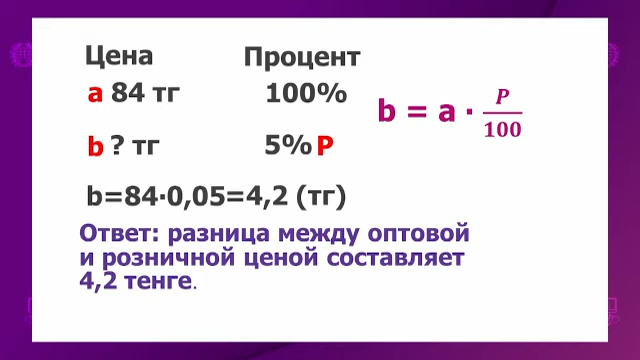 Цена Процент
a 84 тг 100%
b = a · P/100
b ? тг 5% P
b=84·0,05=4,2 (тг)
Ответ: разница между оптовой
и розничной ценой составляет
4,2 тенге.